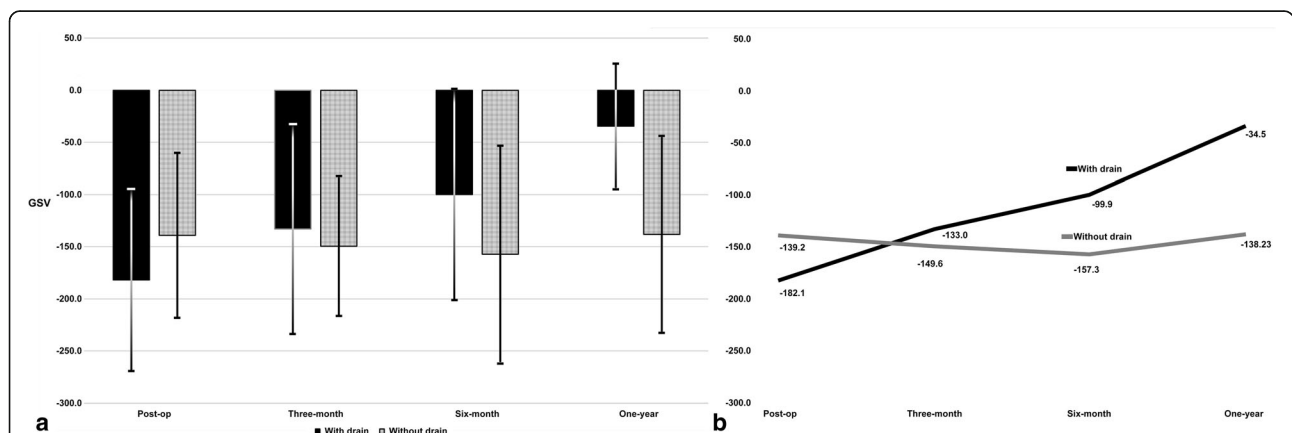 50.0
0.0
-50.0
-100.0
GSV
-150.0
-200.0
-250.0
-300.0
Post-op
Three-month
Six-month
One-year
With drain Without drain
a
50.0
0.0
-50.0
-100.0
-150.0
-200.0
-250.0
-300.0
With drain
Without drain
-182.1
-133.0
-99.9
-34.5
-139.2
-149.6
-157.3
-138.23
Post-op
Three-month
Six-month
One-year
b